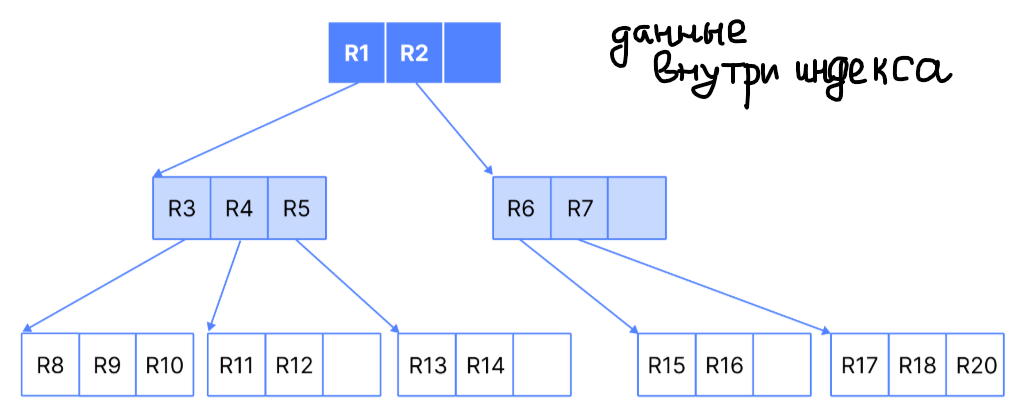 R1 R2
данные
внутри индекса
R3 R4 R5
R6 R7
R8 R9 R10
R11 R12
R13 R14
R15 R16
R17 R18 R20